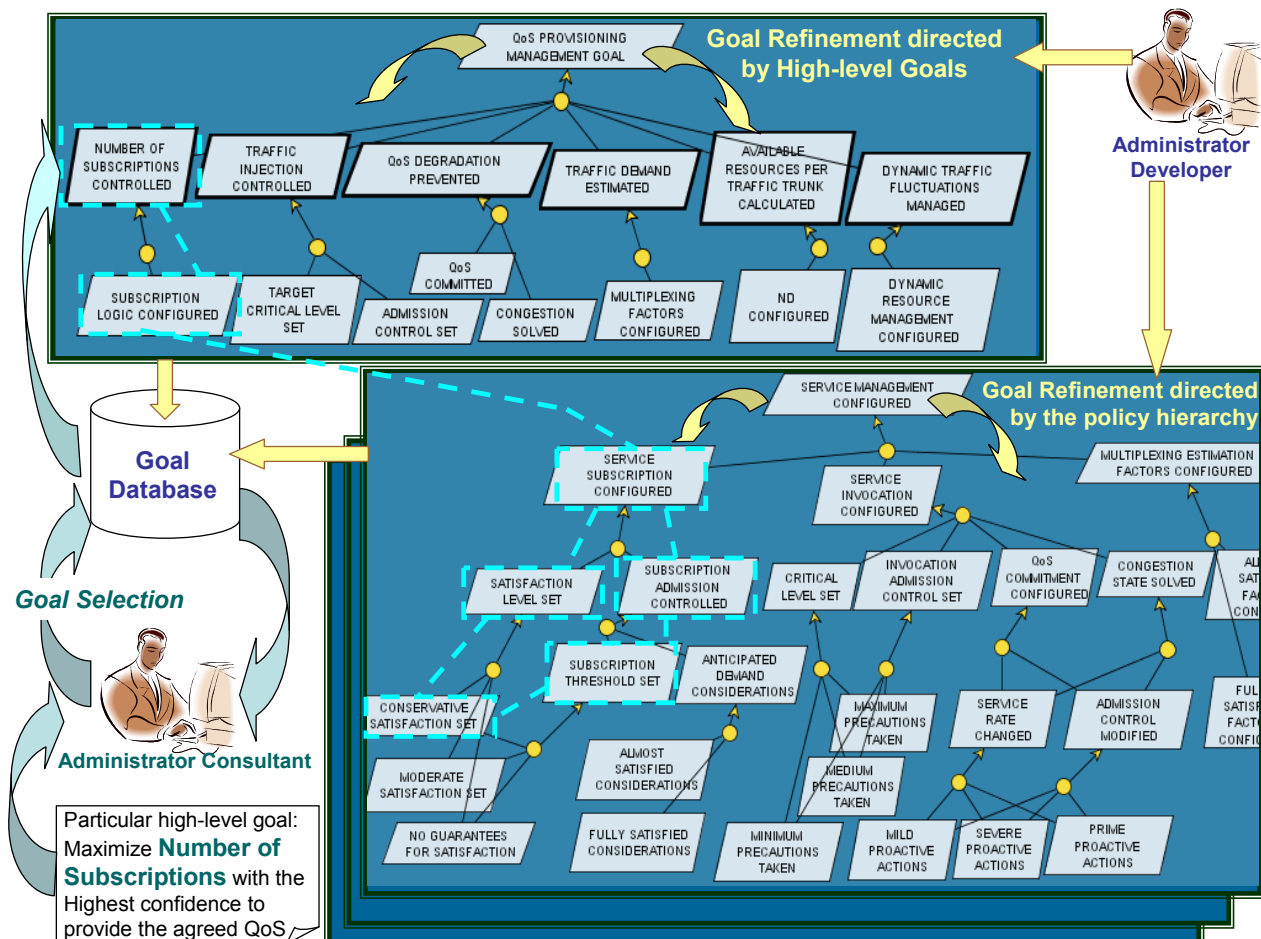 QoS PROVISIONING
MANAGEMENT GOAL
Goal Refinement directed
by High-level Goals
Administrator
Developer
NUMBER OF
SUBSCRIPTIONS
CONTROLLED
TRAFFIC
INJECTION
CONTROLLED
QoS DEGRADATION
PREVENTED
TRAFFIC DEMAND
ESTIMATED
AVAILABLE
RESOURCES PER
TRAFFIC TRUNK
CALCULATED
DYNAMIC TRAFFIC
FLUCTUATIONS
MANAGED
SUBSCRIPTION
LOGIC CONFIGURED
TARGET
CRITICAL LEVEL
SET
ADMISSION
CONTROL SET
QoS
COMMITTED
CONGESTION
SOLVED
MULTIPLEXING
FACTORS
CONFIGURED
ND
CONFIGURED
DYNAMIC
RESOURCE
MANAGEMENT
CONFIGURED
Goal
Database
Goal Selection
Administrator Consultant
Particular high-level goal:
Maximize Number of
Subscriptions with the
Highest confidence to
provide the agreed QoS
SERVICE MANAGEMENT
CONFIGURED
Goal Refinement directed
by the policy hierarchy
SERVICE
SUBSCRIPTION
CONFIGURED
SERVICE
INVOCATION
CONFIGURED
MULTIPLEXING ESTIMATION
FACTORS CONFIGURED
SATISFACTION
LEVEL SET
SUBSCRIPTION
ADMISSION
CONTROLLED
CRITICAL
LEVEL SET
INVOCATION
ADMISSION
CONTROL SET
QoS
COMMITMENT
CONFIGURED
CONGESTION
STATE SOLVED
SUBSCRIPTION
THRESHOLD SET
ANTICIPATED
DEMAND
CONSIDERATIONS
CONSERVATIVE
SATISFACTION SET
MODERATE
SATISFACTION SET
NO GUARANTEES
FOR SATISFACTION
ALMOST
SATISFIED
CONSIDERATIONS
FULLY SATISFIED
CONSIDERATIONS
MAXIMUM
PRECAUTIONS
TAKEN
MEDIUM
PRECAUTIONS
TAKEN
MINIMUM
PRECAUTIONS
TAKEN
SERVICE
RATE
CHANGED
ADMISSION
CONTROL
MODIFIED
MILD
PROACTIVE
ACTIONS
SEVERE
PROACTIVE
ACTIONS
PRIME
PROACTIVE
ACTIONS